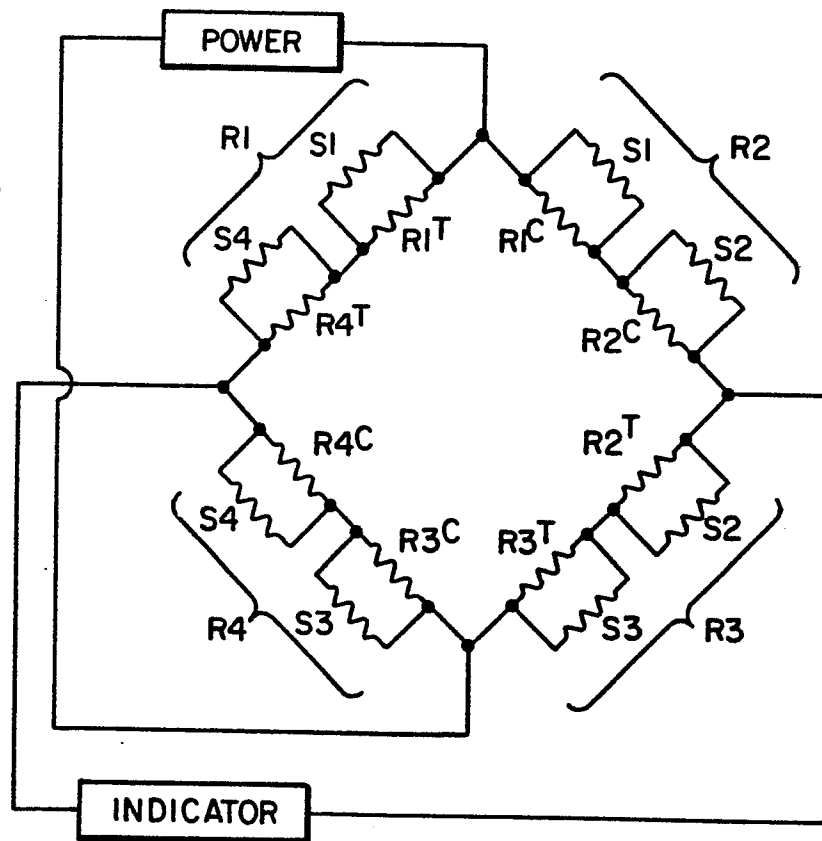 POWER
R1
S1
S1
R2
S4
R1T
R1C
S2
R4T
R2C
R4C
R2T
S4
R3C
R3T
S2
R4
S3
S3
R3
INDICATOR